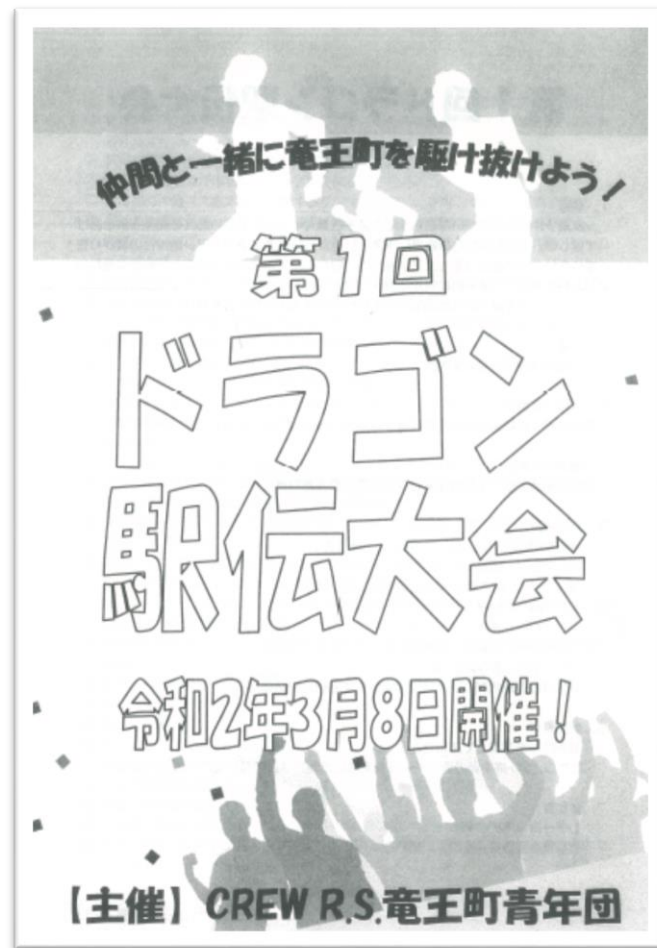 仲間と一緒に竜王町を駆け抜けよう！
第1回
ドラゴン
駅伝大会
令和2年3月8日開催！
【主催】CREW R.S.竜王町青年団